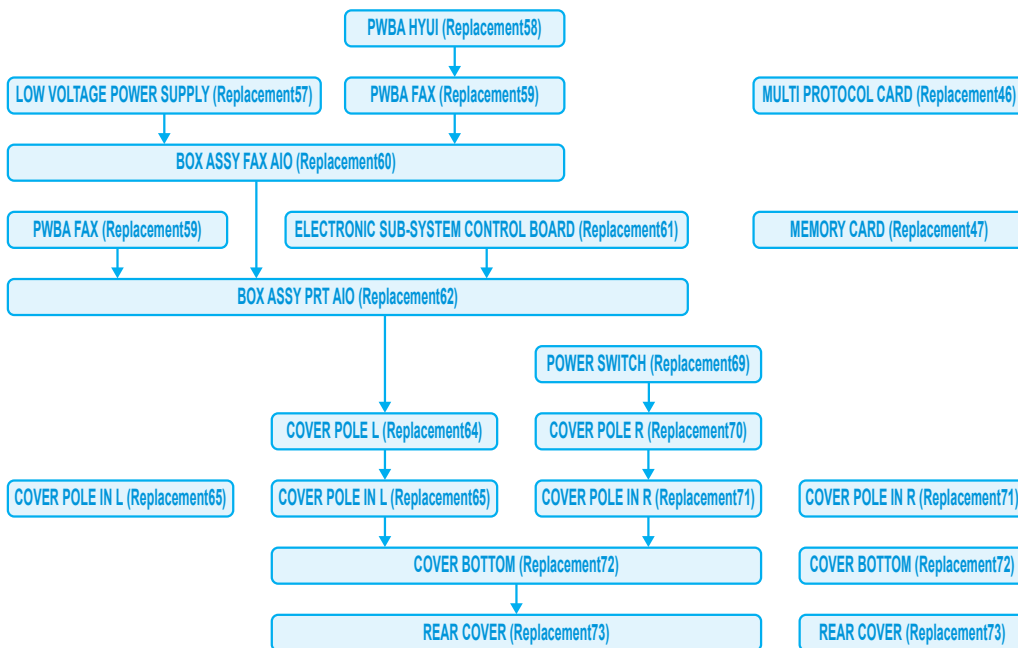 PWBA HYUI (Replacement58)
LOW VOLTAGE POWER SUPPLY (Replacement57)
PWBA FAX (Replacement59)
MULTI PROTOCOL CARD (Replacement46)
BOX ASSY FAX AIO (Replacement60)
PWBA FAX (Replacement59)
ELECTRONIC SUB-SYSTEM CONTROL BOARD (Replacement61)
MEMORY CARD (Replacement47)
BOX ASSY PRT AIO (Replacement62)
POWER SWITCH (Replacement69)
COVER POLE L (Replacement64)
COVER POLE R (Replacement70)
COVER POLE IN L (Replacement65)
COVER POLE IN L (Replacement65)
COVER POLE IN R (Replacement71)
COVER POLE IN R (Replacement71)
COVER BOTTOM (Replacement72)
COVER BOTTOM (Replacement72)
REAR COVER (Replacement73)
REAR COVER (Replacement73)